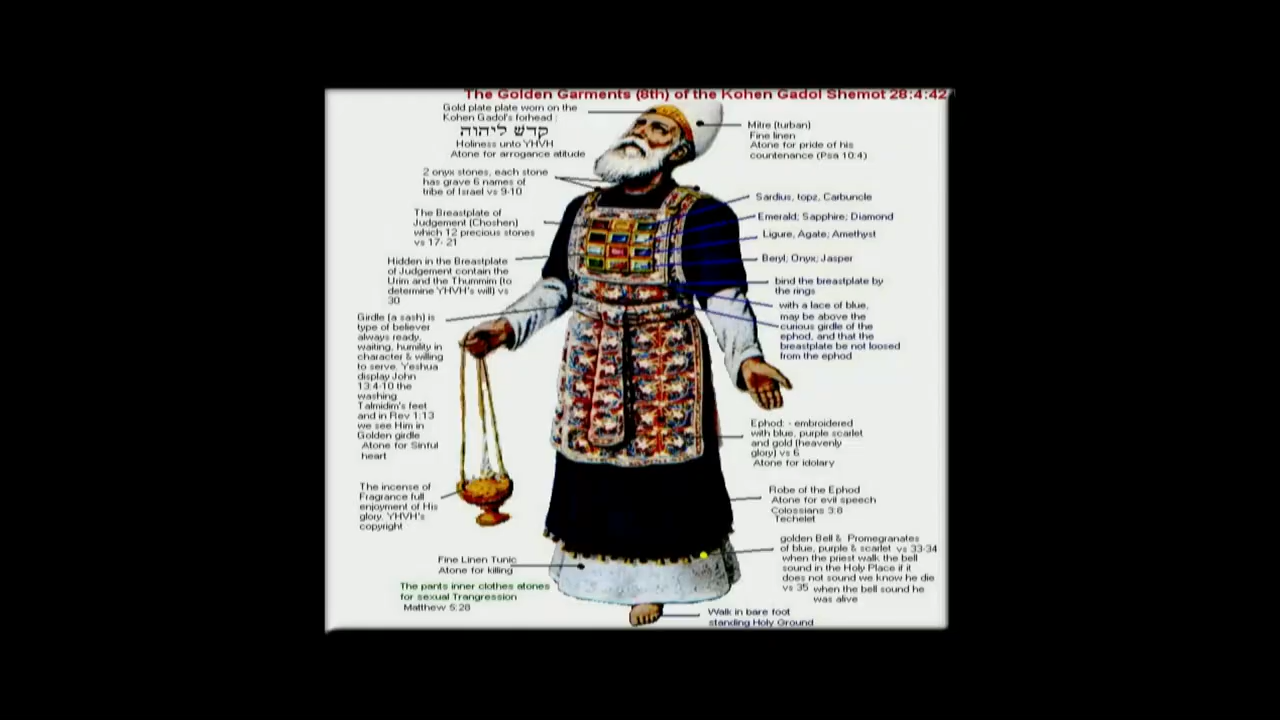 The Golden Garments (8th) of the Kohen Gadol Shemot 28:4:42
Gold plate plate worn on the
Kohen Gadol's forhead :
קדש ליהוה
Holiness unto YHVH
Atone for arrogance atitude
2 onyx stones, each stone
has grave 6 names of
tribe of Israel vs 9-10
The Breastplate of
Judgement (Choshen)
which 12 precious stones
vs 17- 21
Hidden in the Breastplate
of Judgement contain the
Urim and the Thummim (to
determine YHVH's will) vs
30
Girdle (a sash) is
type of believer
always ready,
waiting, humility in
character & willing
to serve. Yeshua
display John
13:4-10 the
washing
Talmidim's feet
and in Rev 1:13
we see Him in
Golden girdle
Atone for Sinful
heart
The incense of
Fragrance full
enjoyment of His
glory. YHVH's
copyright
Fine Linen Tunic
Atone for killing
The pants inner clothes atones
for sexual Trangression
Matthew 5:28
Mitre (turban)
Fine linen
Atone for pride of his
countenance (Psa 10:4)
Sardius, topz, Carbuncle
Emerald; Sapphire; Diamond
Ligure, Agate; Amethyst
Beryl; Onyx; Jasper
bind the breastplate by
the rings
with a lace of blue,
may be above the
curious girdle of the
ephod, and that the
breastplate be not loosed
from the ephod
Ephod: - embroidered
with blue, purple scarlet
and gold (heavenly
glory) vs 6
Atone for idolary
Robe of the Ephod
Atone for evil speech
Colossians 3:8
Techelet
golden Bell & Promegranates
of blue, purple & scarlet vs 33-34
when the priest walk the bell
sound in the Holy Place if it
does not sound we know he die
vs 35 when the bell sound he
was alive
Walk in bare foot
standing Holy Ground